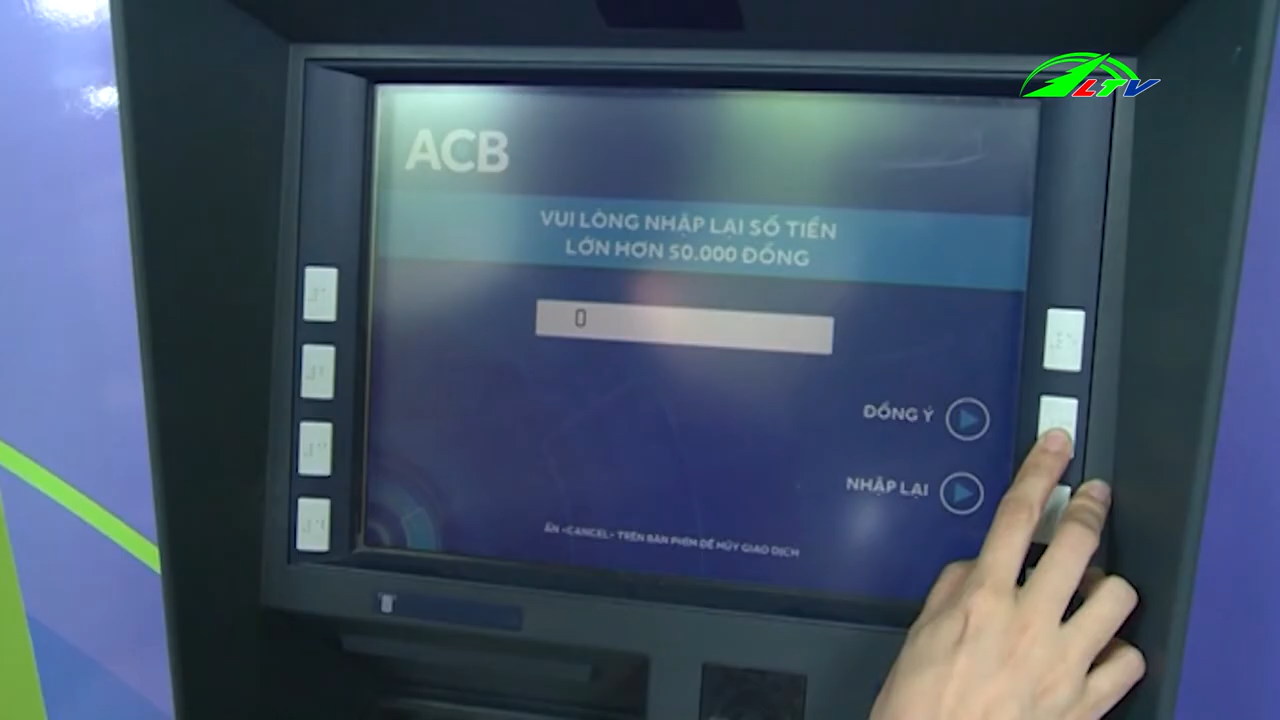 LTV
ACB
VUI LÒNG NHẬP LẠI SỐ TIỀN
LỚN HƠN 50.000 ĐỒNG
0
ĐỒNG Ý
NHẬP LẠI
ẤN <CANCEL> TRÊN BÀN PHÍM ĐỂ HỦY GIAO DỊCH